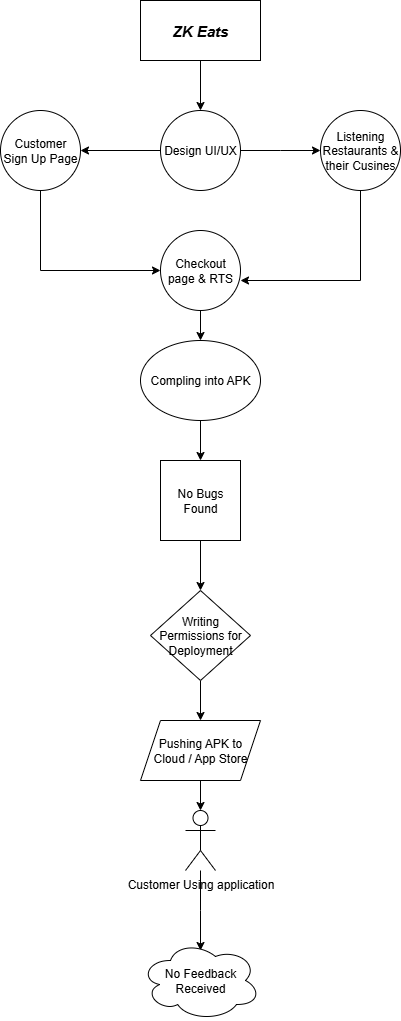 ZK Eats
Customer
Sign Up Page
Design UI/UX
Listening
Restaurants &
their Cusines
Checkout
page & RTS
Compling into APK
No Bugs
Found
Writing
Permissions for
Deployment
Pushing APK to
Cloud / App Store
Customer Using application
No Feedback
Received